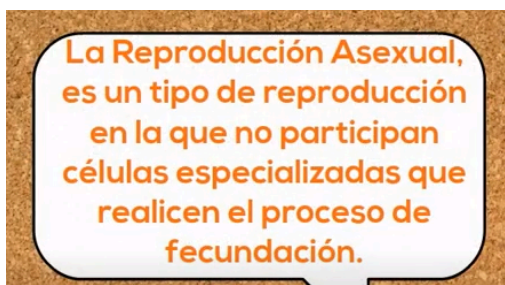 La Reproducción Asexual,
es un tipo de reproducción
en la que no participan
células especializadas que
realicen el proceso de
fecundación.